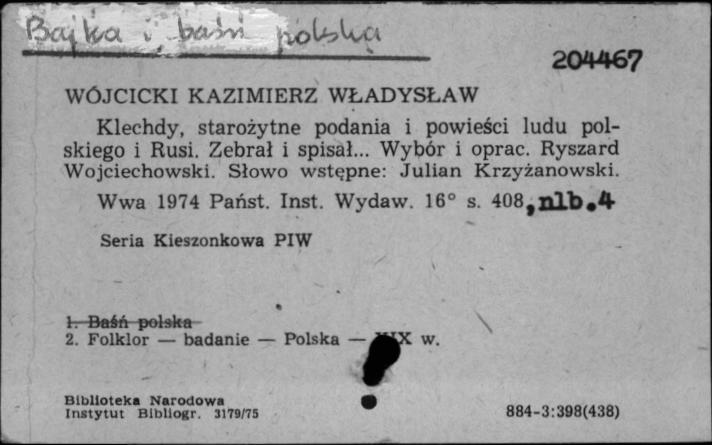 Bajka i baśń polska
204467
WÓJCICKI KAZIMIERZ WŁADYSŁAW
Klechdy, starożytne podania i powieści ludu pol-
skiego i Rusi. Zebrał i spisał... Wybór i oprac. Ryszard
Wojciechowski. Słowo wstępne: Julian Krzyżanowski.
Wwa 1974 Państ. Inst. Wydaw. 16° s. 408, nlb. 4
Seria Kieszonkowa PIW
1. Baśń polska
2. Folklor — badanie — Polska — XIX w.
Biblioteka Narodowa
Instytut Bibliogr. 3179/75
884-3:398(438)